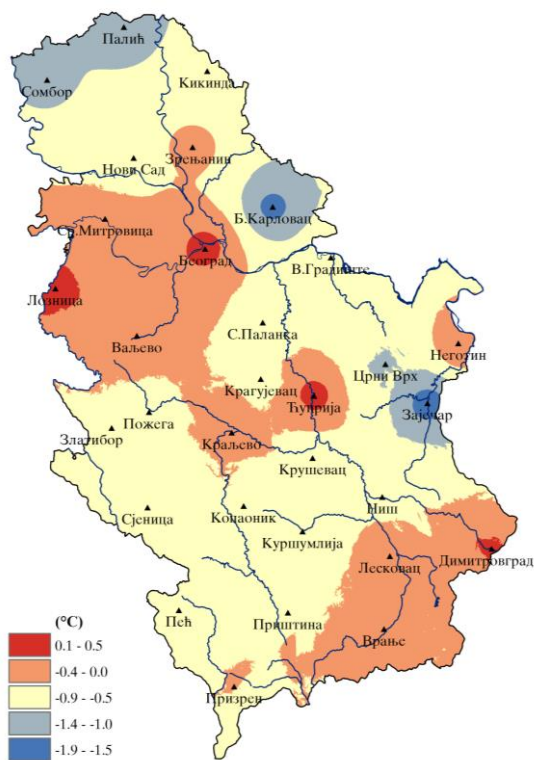 Палић
Сомбор
Кикинда
Зрењанин
Нови Сад
Б.Карловац
Ср.Митровица
Београд
В.Градиште
Лозница
С.Паланка
Ваљево
Неготин
Црни Врх
Крагујевац
Ћуприја
Зајечар
Пожега
Златибор
Краљево
Крушевац
Сјеница
Копаоник
Ниш
Куршумлија
Лесковац
Димитровград
Пећ
Приштина
Врање
Призрен
(°C)
0.1 - 0.5
-0.4 - 0.0
-0.9 - -0.5
-1.4 - -1.0
-1.9 - -1.5